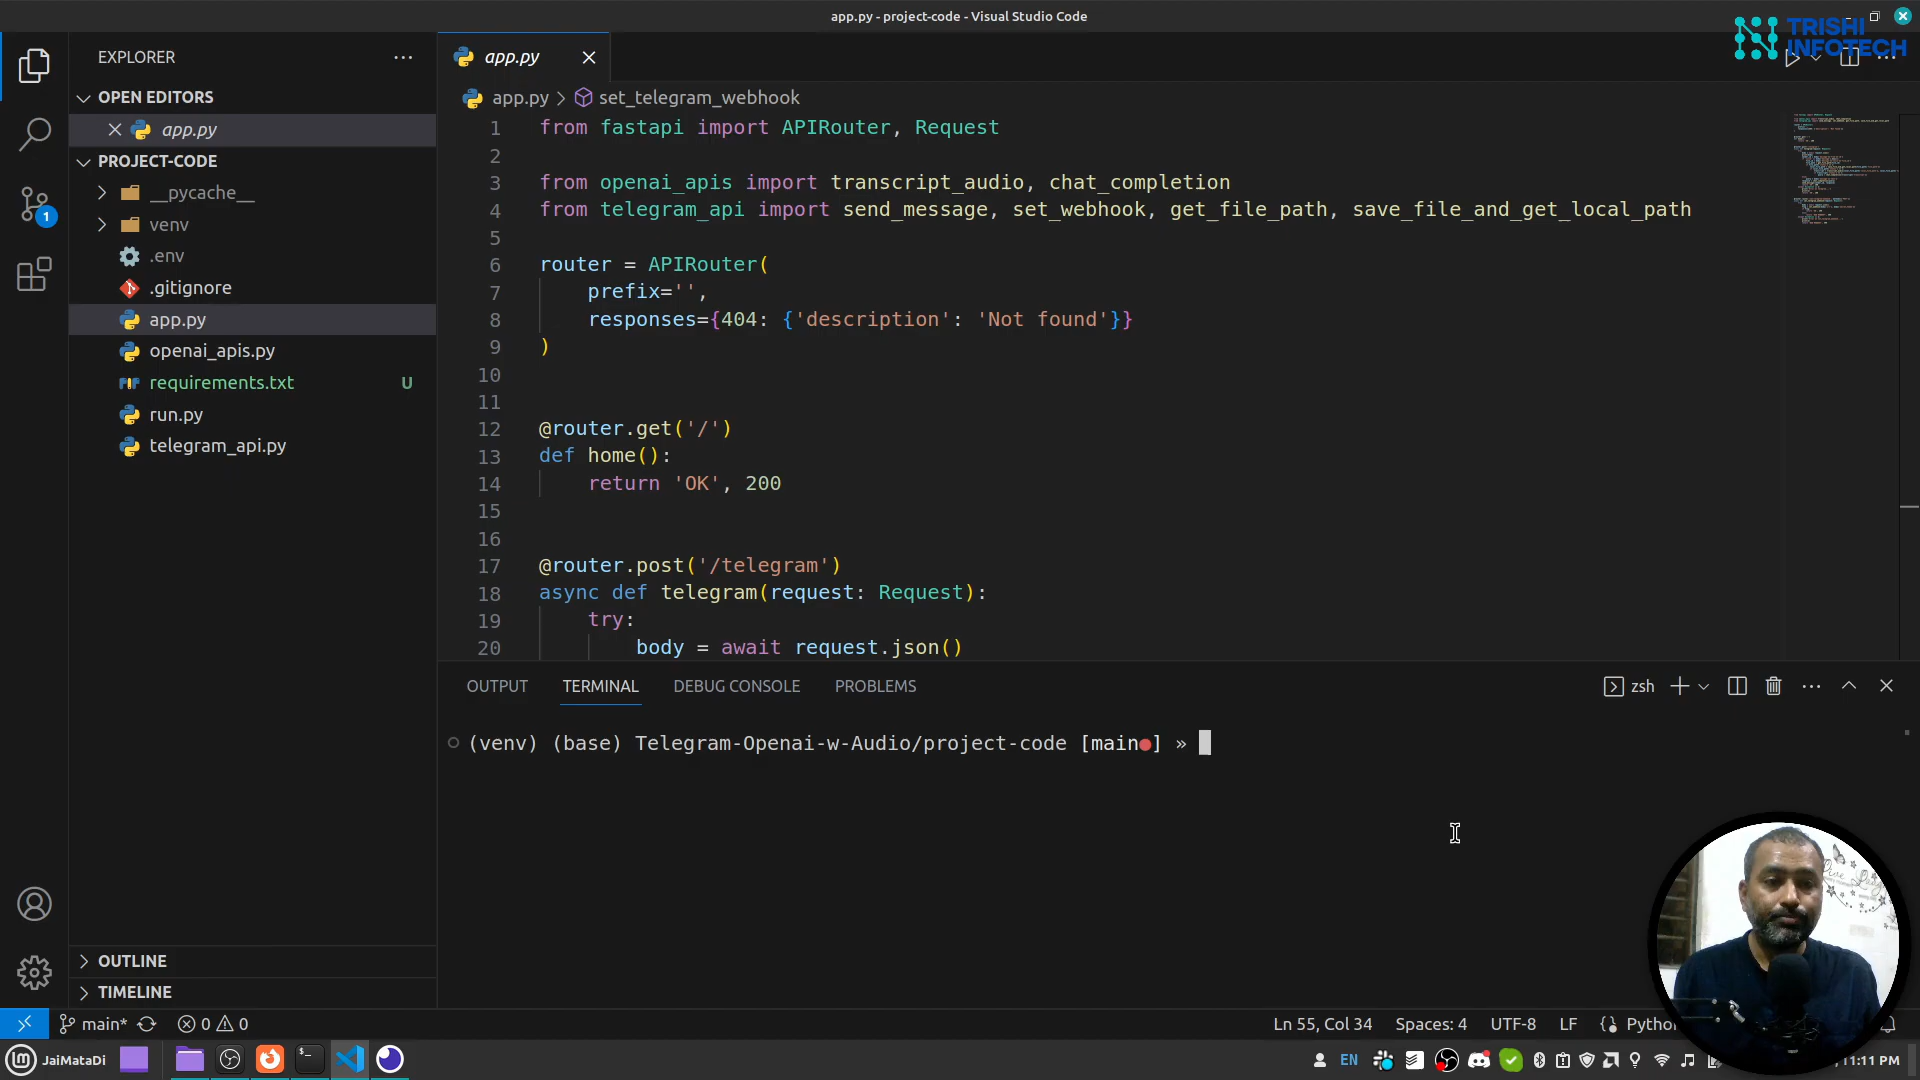 app.py - project-code - Visual Studio Code
TRISHI
INFOTECH
EXPLORER
OPEN EDITORS
app.py
PROJECT-CODE
__pycache__
venv
.env
.gitignore
app.py
openai_apis.py
requirements.txt
U
run.py
telegram_api.py
OUTLINE
TIMELINE
1
app.py
app.py > set_telegram_webhook
1 from fastapi import APIRouter, Request
2
3 from openai_apis import transcript_audio, chat_completion
4 from telegram_api import send_message, set_webhook, get_file_path, save_file_and_get_local_path
5
6 router = APIRouter(
7 prefix='',
8 responses={404: {'description': 'Not found'}}
9 )
10
11
12 @router.get('/')
13 def home():
14 return 'OK', 200
15
16
17 @router.post('/telegram')
18 async def telegram(request: Request):
19 try:
20 body = await request.json()
OUTPUT TERMINAL DEBUG CONSOLE PROBLEMS
zsh
(venv) (base) Telegram-Openai-w-Audio/project-code [main●] »
main* 0 0
Ln 55, Col 34 Spaces: 4 UTF-8 LF
JaiMataDi
EN
11:11 PM